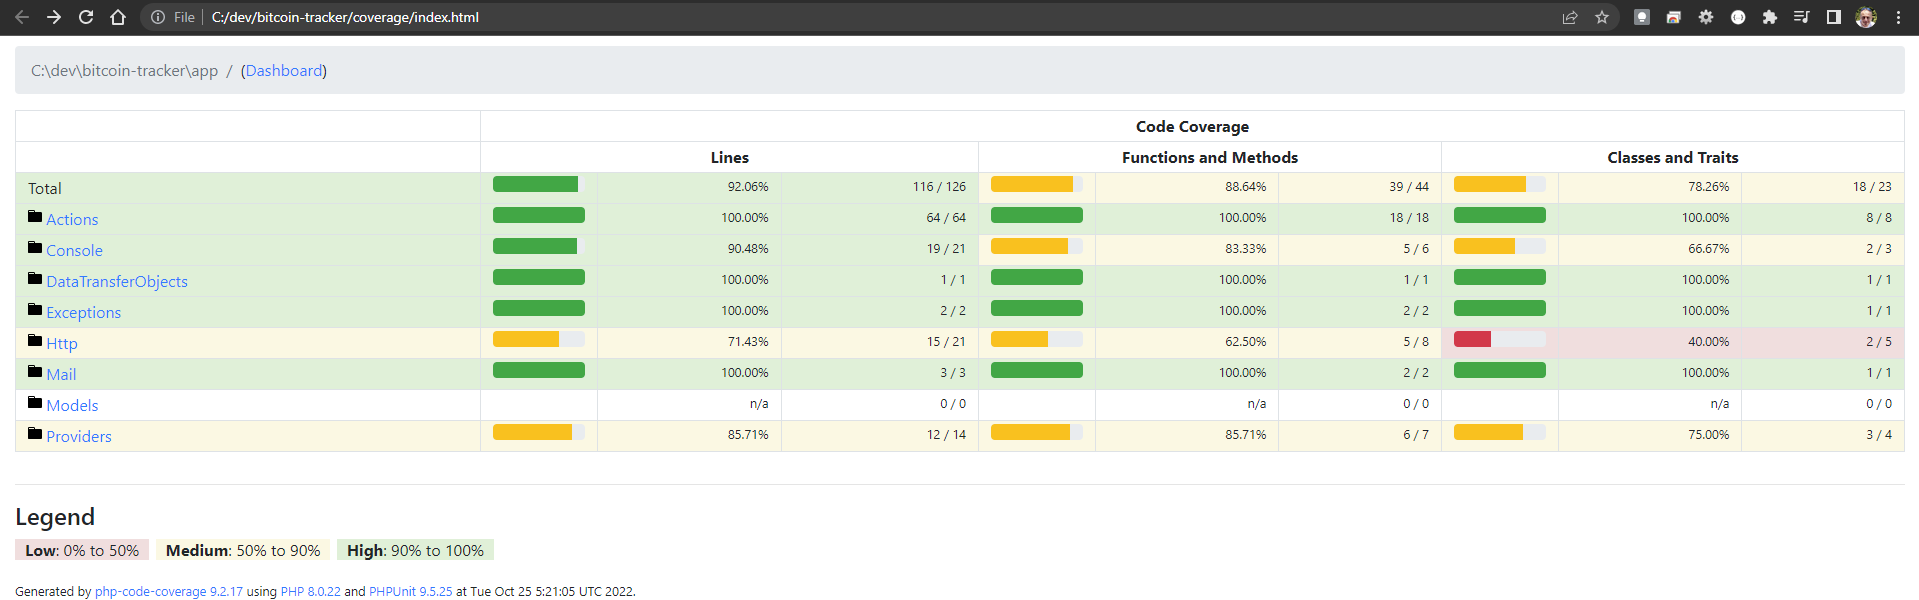 File C:/dev/bitcoin-tracker/coverage/index.html
C:\dev\bitcoin-tracker\app / (Dashboard)
Code Coverage
Lines Functions and Methods Classes and Traits
Total 92.06% 116 / 126 88.64% 39 / 44 78.26% 18 / 23
Actions 100.00% 64 / 64 100.00% 18 / 18 100.00% 8 / 8
Console 90.48% 19 / 21 83.33% 5 / 6 66.67% 2 / 3
DataTransferObjects 100.00% 1 / 1 100.00% 1 / 1 100.00% 1 / 1
Exceptions 100.00% 2 / 2 100.00% 2 / 2 100.00% 1 / 1
Http 71.43% 15 / 21 62.50% 5 / 8 40.00% 2 / 5
Mail 100.00% 3 / 3 100.00% 2 / 2 100.00% 1 / 1
Models n/a 0 / 0 n/a 0 / 0 n/a 0 / 0
Providers 85.71% 12 / 14 85.71% 6 / 7 75.00% 3 / 4
Legend
Low: 0% to 50% Medium: 50% to 90% High: 90% to 100%
Generated by php-code-coverage 9.2.17 using PHP 8.0.22 and PHPUnit 9.5.25 at Tue Oct 25 5:21:05 UTC 2022.